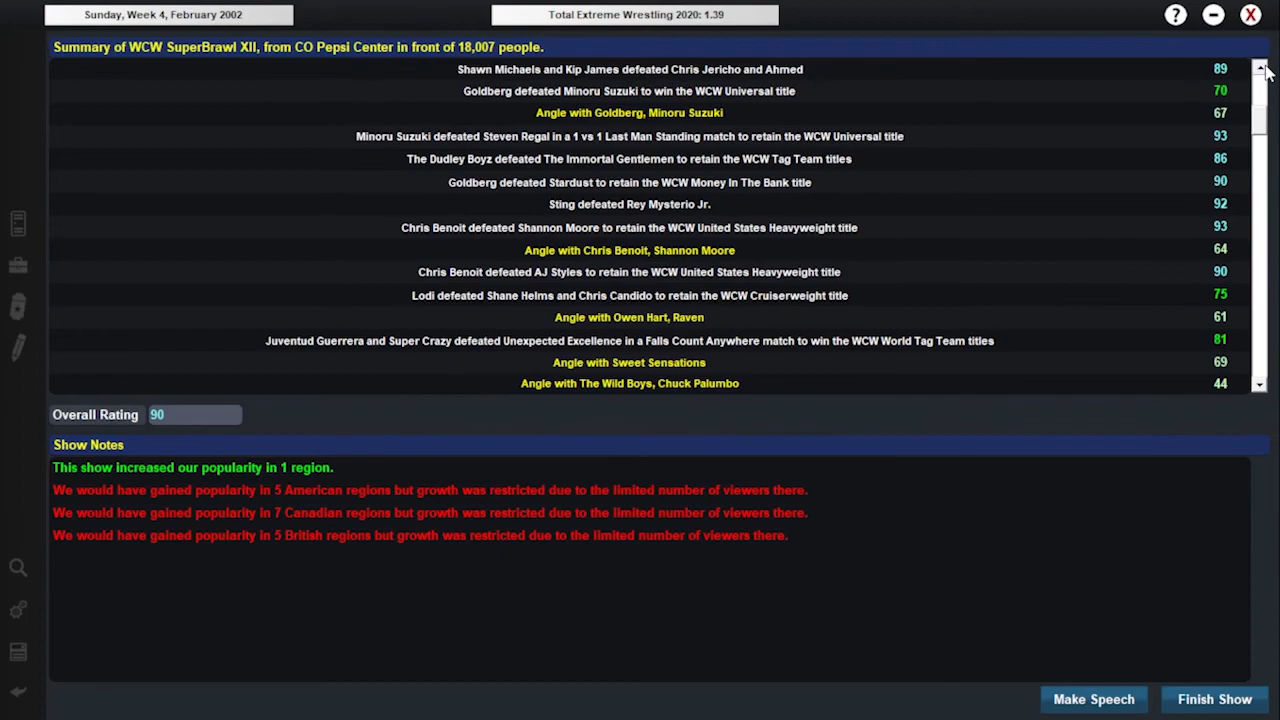 Sunday, Week 4, February 2002
Total Extreme Wrestling 2020: 1.39
?
X
Summary of WCW SuperBrawl XII, from CO Pepsi Center in front of 18,007 people.
Shawn Michaels and Kip James defeated Chris Jericho and Ahmed 89
Goldberg defeated Minoru Suzuki to win the WCW Universal title 70
Angle with Goldberg, Minoru Suzuki 67
Minoru Suzuki defeated Steven Regal in a 1 vs 1 Last Man Standing match to retain the WCW Universal title 93
The Dudley Boyz defeated The Immortal Gentlemen to retain the WCW Tag Team titles 86
Goldberg defeated Stardust to retain the WCW Money In The Bank title 90
Sting defeated Rey Mysterio Jr. 92
Chris Benoit defeated Shannon Moore to retain the WCW United States Heavyweight title 93
Angle with Chris Benoit, Shannon Moore 64
Chris Benoit defeated AJ Styles to retain the WCW United States Heavyweight title 90
Lodi defeated Shane Helms and Chris Candido to retain the WCW Cruiserweight title 75
Angle with Owen Hart, Raven 61
Juventud Guerrera and Super Crazy defeated Unexpected Excellence in a Falls Count Anywhere match to win the WCW World Tag Team titles 81
Angle with Sweet Sensations 69
Angle with The Wild Boys, Chuck Palumbo 44
Overall Rating 90
Show Notes
This show increased our popularity in 1 region.
We would have gained popularity in 5 American regions but growth was restricted due to the limited number of viewers there.
We would have gained popularity in 7 Canadian regions but growth was restricted due to the limited number of viewers there.
We would have gained popularity in 5 British regions but growth was restricted due to the limited number of viewers there.
Make Speech
Finish Show